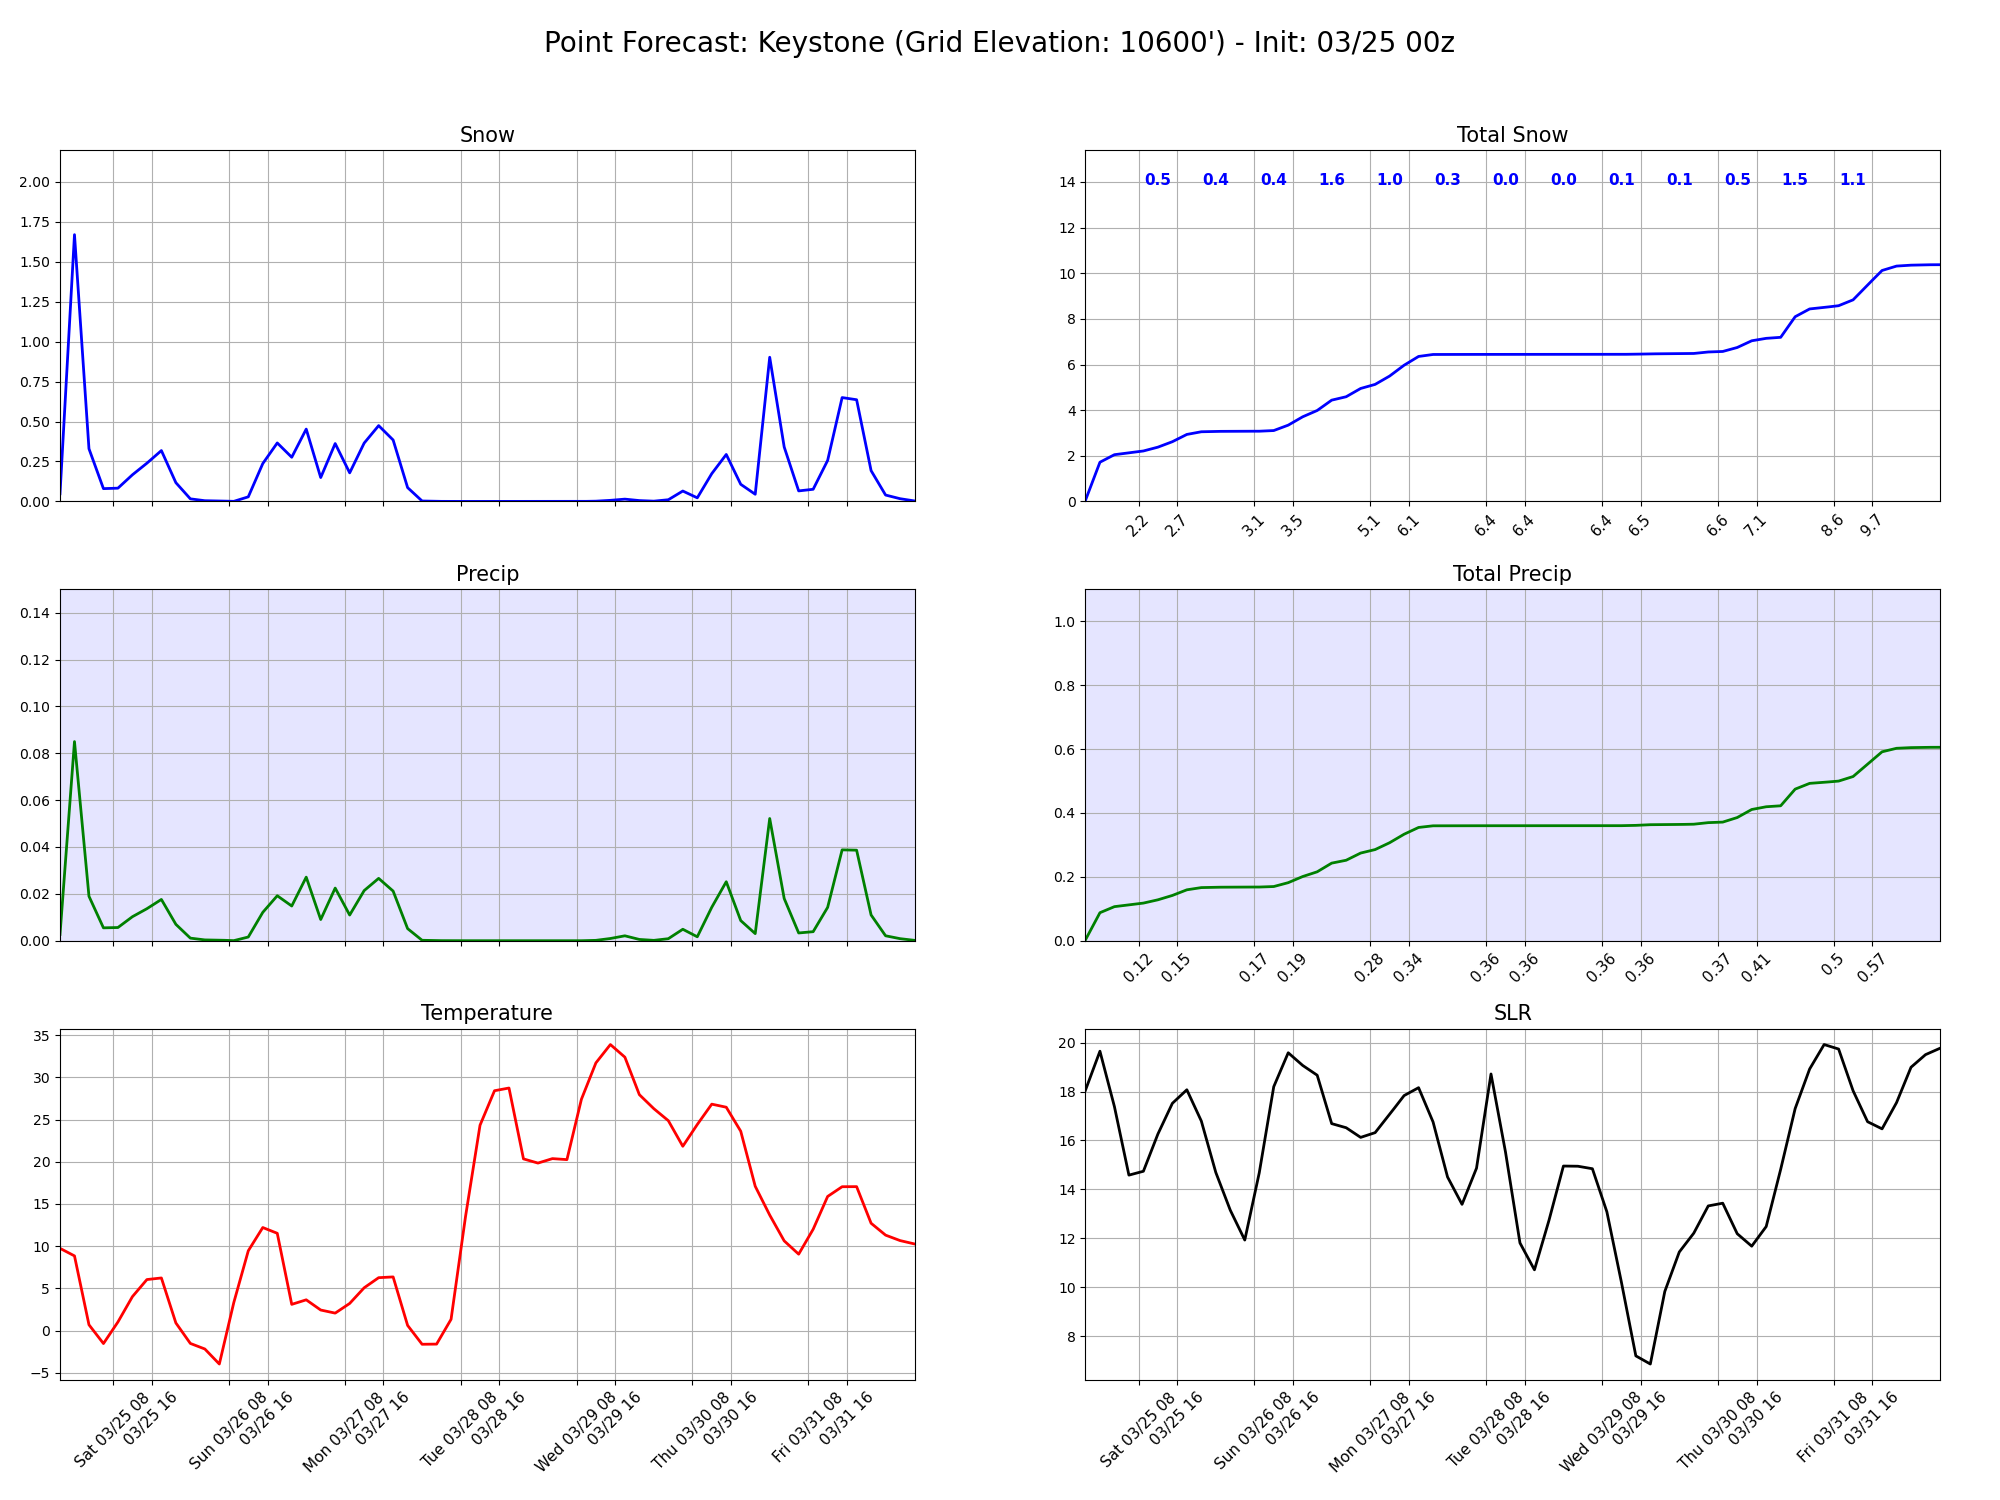 Point Forecast: Keystone (Grid Elevation: 10600') - Init: 03/25 00z
Snow
2.00
1.75
1.50
1.25
1.00
0.75
0.50
0.25
0.00
Total Snow
0.5 0.4 0.4 1.6 1.0 0.3 0.0 0.0 0.1 0.1 0.5 1.5 1.1
14
12
10
8
6
4
2
0
2.2 2.7 3.1 3.5 5.1 6.1 6.4 6.4 6.4 6.5 6.6 7.1 8.6 9.7
Precip
0.14
0.12
0.10
0.08
0.06
0.04
0.02
0.00
Total Precip
1.0
0.8
0.6
0.4
0.2
0.0
0.12 0.15 0.17 0.19 0.28 0.34 0.36 0.36 0.36 0.36 0.37 0.41 0.5 0.57
Temperature
35
30
25
20
15
10
5
0
−5
Sat 03/25 08
03/25 16
Sun 03/26 08
03/26 16
Mon 03/27 08
03/27 16
Tue 03/28 08
03/28 16
Wed 03/29 08
03/29 16
Thu 03/30 08
03/30 16
Fri 03/31 08
03/31 16
SLR
20
18
16
14
12
10
8
Sat 03/25 08
03/25 16
Sun 03/26 08
03/26 16
Mon 03/27 08
03/27 16
Tue 03/28 08
03/28 16
Wed 03/29 08
03/29 16
Thu 03/30 08
03/30 16
Fri 03/31 08
03/31 16